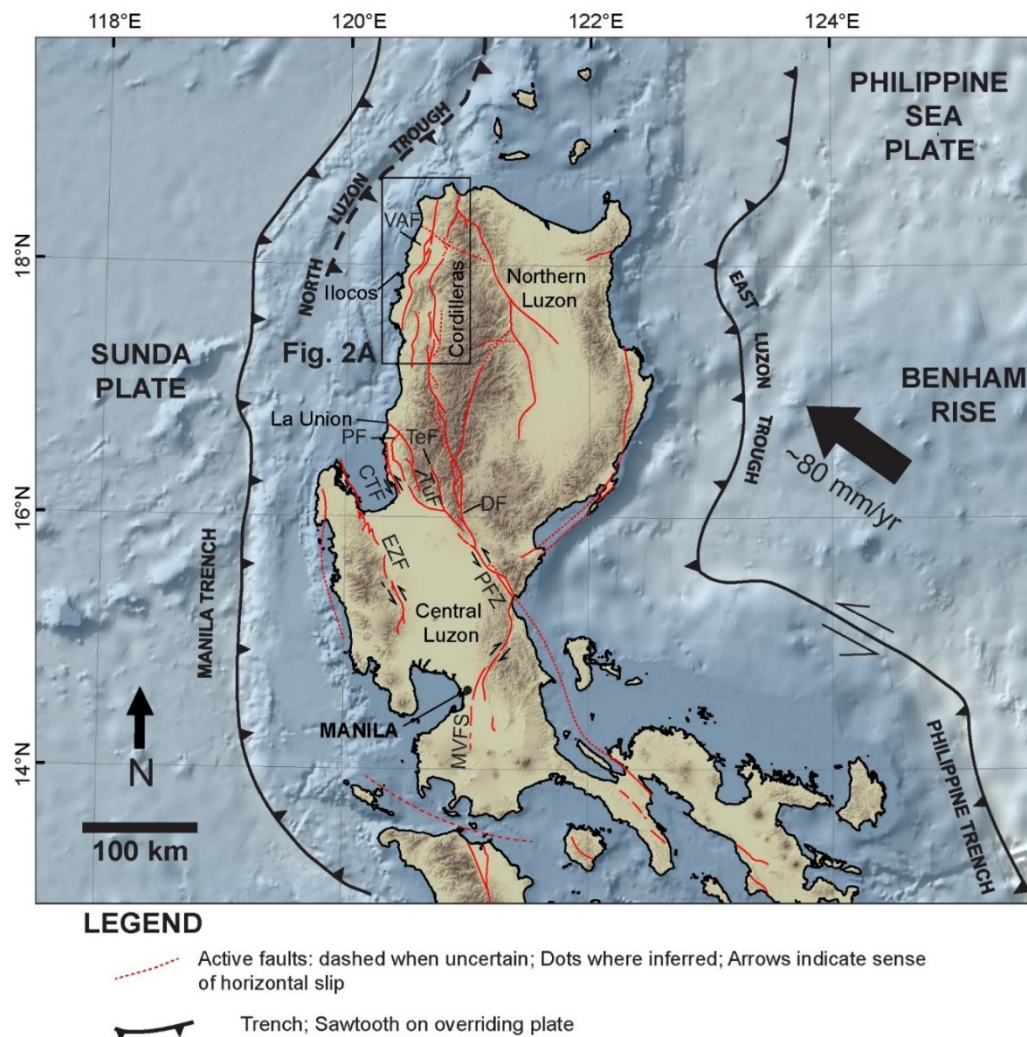 118°E
120°E
122°E
124°E
PHILIPPINE
SEA
PLATE
NORTH LUZON TROUGH
18°N
VAF
Ilocos
Cordilleras
Northern
Luzon
EAST LUZON TROUGH
SUNDA
PLATE
Fig. 2A
BENHAM
RISE
~80 mm/yr
La Union
PF
TeF
CTF
TuF
DF
16°N
EZF
PFZ
MANILA TRENCH
Central
Luzon
MANILA
MVFS
14°N
N
100 km
PHILIPPINE TRENCH
LEGEND
Active faults: dashed when uncertain; Dots where inferred; Arrows indicate sense
of horizontal slip
Trench; Sawtooth on overriding plate